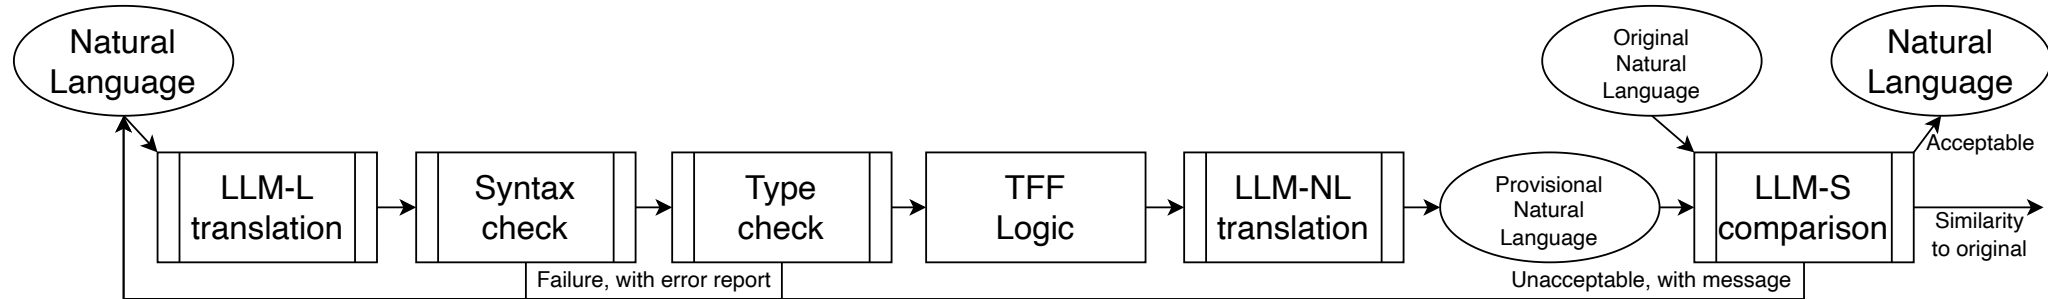 Natural
Language
LLM-L
translation
Syntax
check
Type
check
TFF
Logic
LLM-NL
translation
Provisional
Natural
Language
Original
Natural
Language
LLM-S
comparison
Natural
Language
Acceptable
Similarity
to original
Failure, with error report
Unacceptable, with message